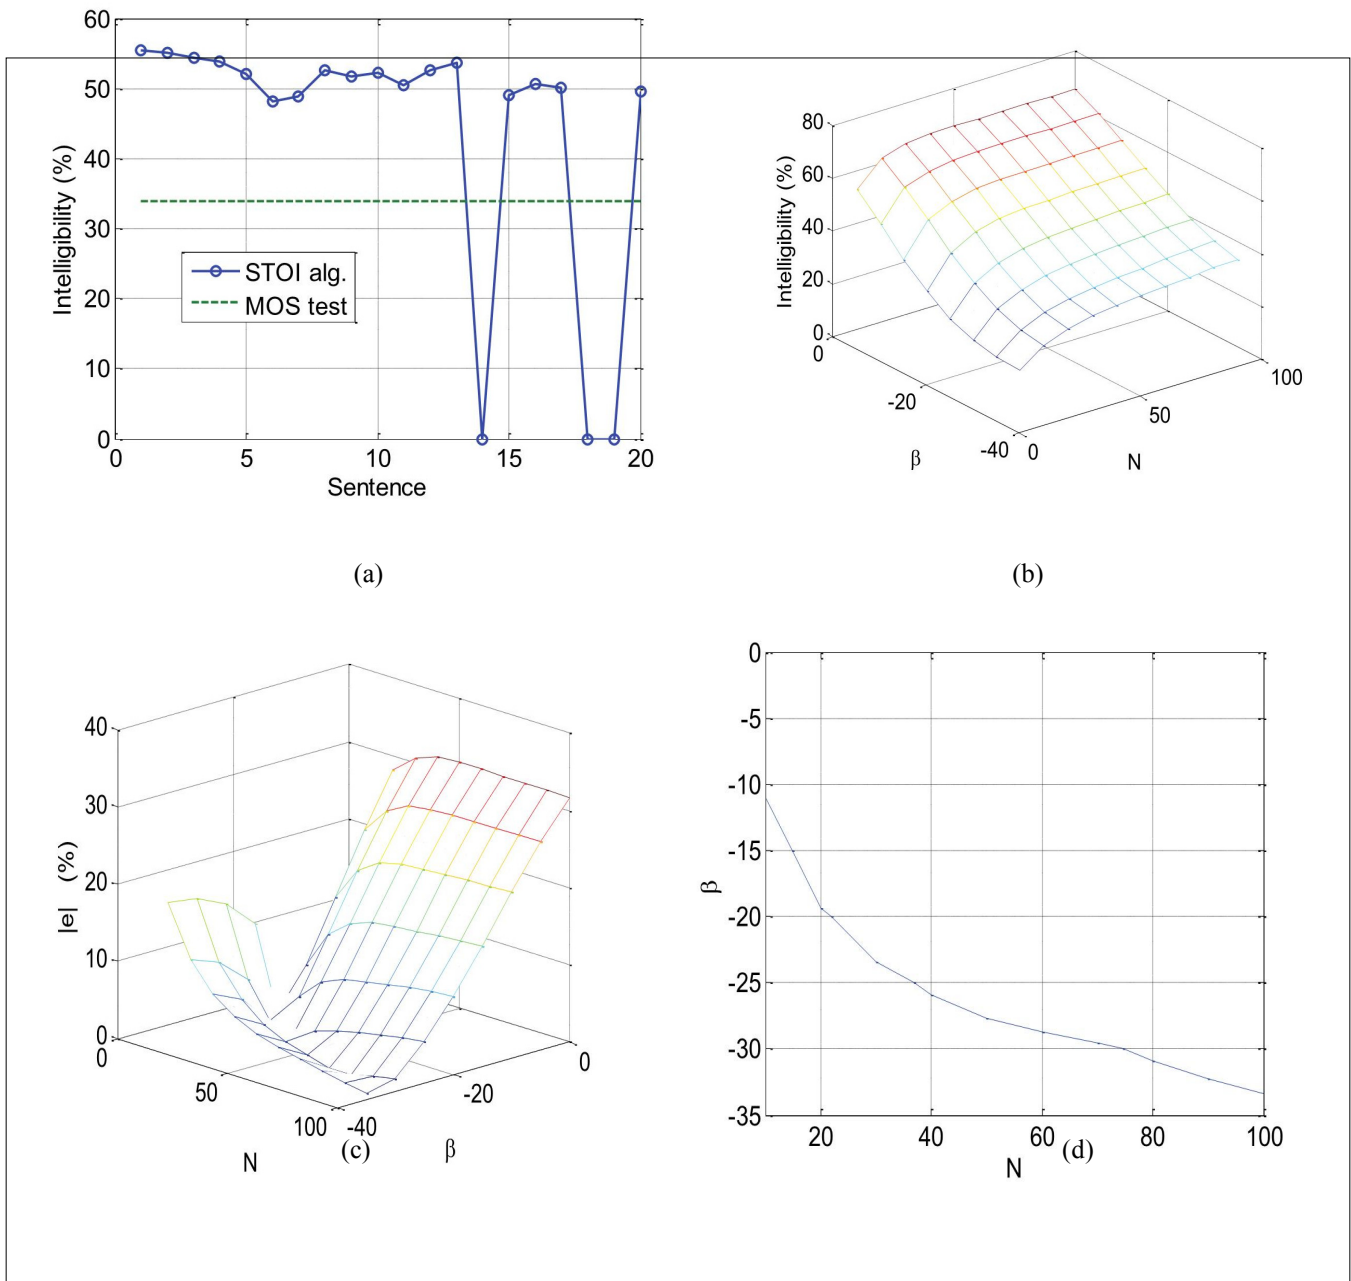 60
50
40
30
20
10
0
Intelligibility (%)
STOI alg.
MOS test
0 5 10 15 20
Sentence
(a)
80
60
40
20
0
Intelligibility (%)
0
-20
-40
β
0
50
100
N
(b)
40
30
20
10
0
|e| (%)
0
50
100
N
-40
-20
0
β
(c)
0
-5
-10
-15
-20
-25
-30
-35
β
20 40 60 80 100
N
(d)